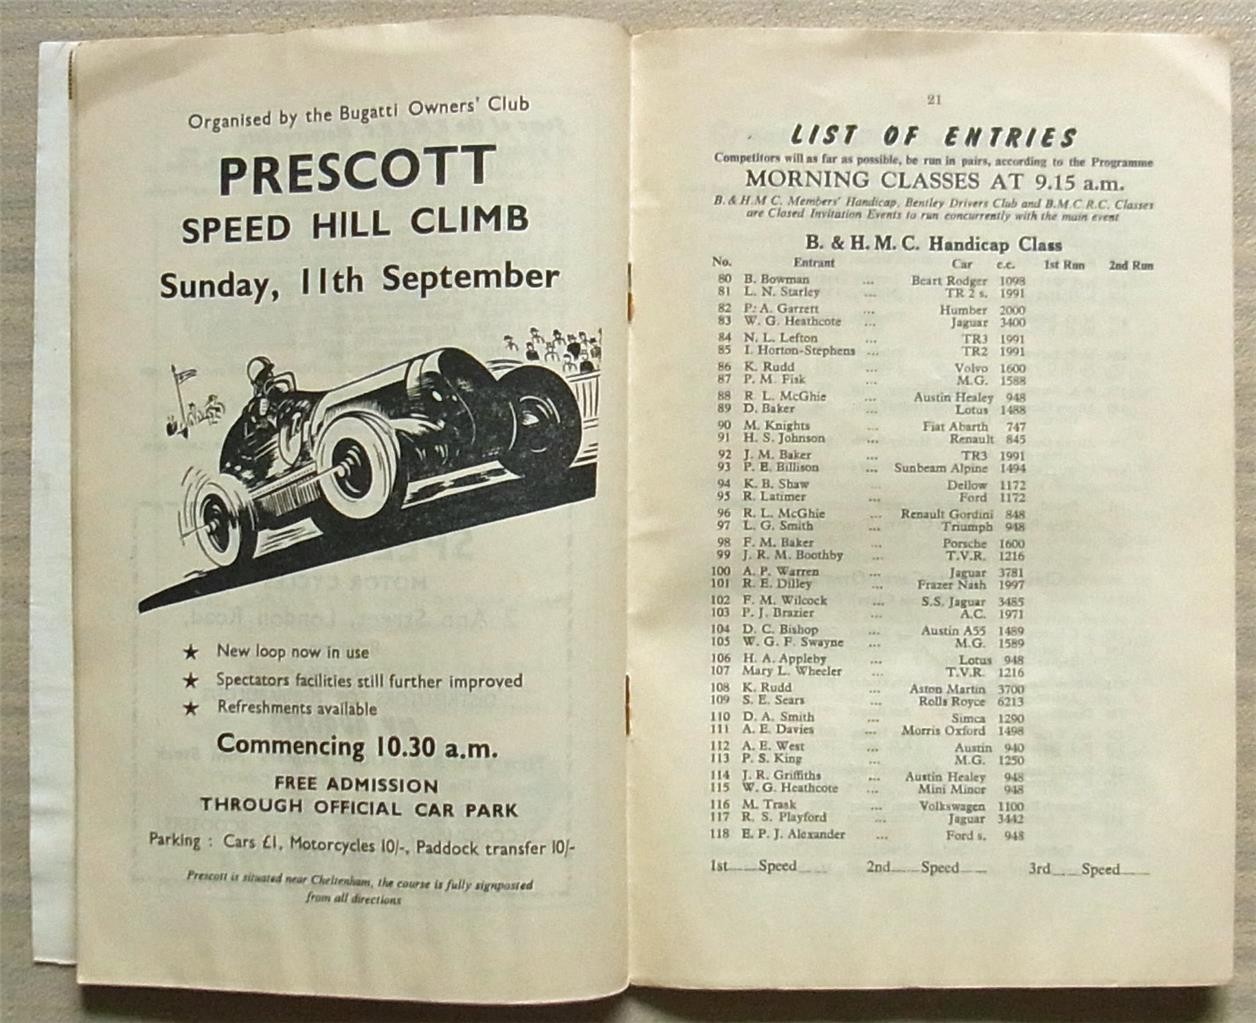 Organised by the Bugatti Owners' Club
PRESCOTT
SPEED HILL CLIMB
Sunday, 11th September
★ New loop now in use
★ Spectators facilities still further improved
★ Refreshments available
Commencing 10.30 a.m.
FREE ADMISSION
THROUGH OFFICIAL CAR PARK
Parking : Cars £1, Motorcycles 10/-, Paddock transfer 10/-
Prescott is situated near Cheltenham, the course is fully signposted
from all directions
21
LIST OF ENTRIES
Competitors will as far as possible, be run in pairs, according to the Programme
MORNING CLASSES AT 9.15 a.m.
B. & H.M C. Members' Handicap, Bentley Drivers Club and B.M.C.R.C. Classes
are Closed Invitation Events to run concurrently with the main event
B. & H. M. C. Handicap Class
No. Entrant Car c.c. 1st Run 2nd Run
80 B. Bowman ... Beart Rodger 1098
81 L. N. Starley ... TR 2 s. 1991
82 P. A. Garrett ... Humber 2000
83 W. G. Heathcote ... Jaguar 3400
84 N. L. Lefton ... TR3 1991
85 I. Horton-Stephens ... TR2 1991
86 K. Rudd ... Volvo 1600
87 P. M. Fisk ... M.G. 1588
88 R. L. McGhie ... Austin Healey 948
89 D. Baker ... Lotus 1488
90 M. Knights ... Fiat Abarth 747
91 H. S. Johnson ... Renault 845
92 J. M. Baker ... TR3 1991
93 P. E. Billison ... Sunbeam Alpine 1494
94 K. B. Shaw ... Dellow 1172
95 R. Latimer ... Ford 1172
96 R. L. McGhie ... Renault Gordini 848
97 L. G. Smith ... Triumph 948
98 F. M. Baker ... Porsche 1600
99 J. R. M. Boothby ... T.V.R. 1216
100 A. P. Warren ... Jaguar 3781
101 R. E. Dilley ... Frazer Nash 1997
102 F. M. Wilcock ... S.S. Jaguar 3485
103 P. J. Brazier ... A.C. 1971
104 D. C. Bishop ... Austin A55 1489
105 W. G. F. Swayne ... M.G. 1589
106 H. A. Appleby ... Lotus 948
107 Mary L. Wheeler ... T.V.R. 1216
108 K. Rudd ... Aston Martin 3700
109 S. E. Sears ... Rolls Royce 6213
110 D. A. Smith ... Simca 1290
111 A. E. Davies ... Morris Oxford 1498
112 A. E. West ... Austin 940
113 P. S. King ... M.G. 1250
114 J. R. Griffiths ... Austin Healey 948
115 W. G. Heathcote ... Mini Minor 948
116 M. Trask ... Volkswagen 1100
117 R. S. Playford ... Jaguar 3442
118 E. P. J. Alexander ... Ford s. 948
1st____Speed____ 2nd____Speed____ 3rd____Speed____